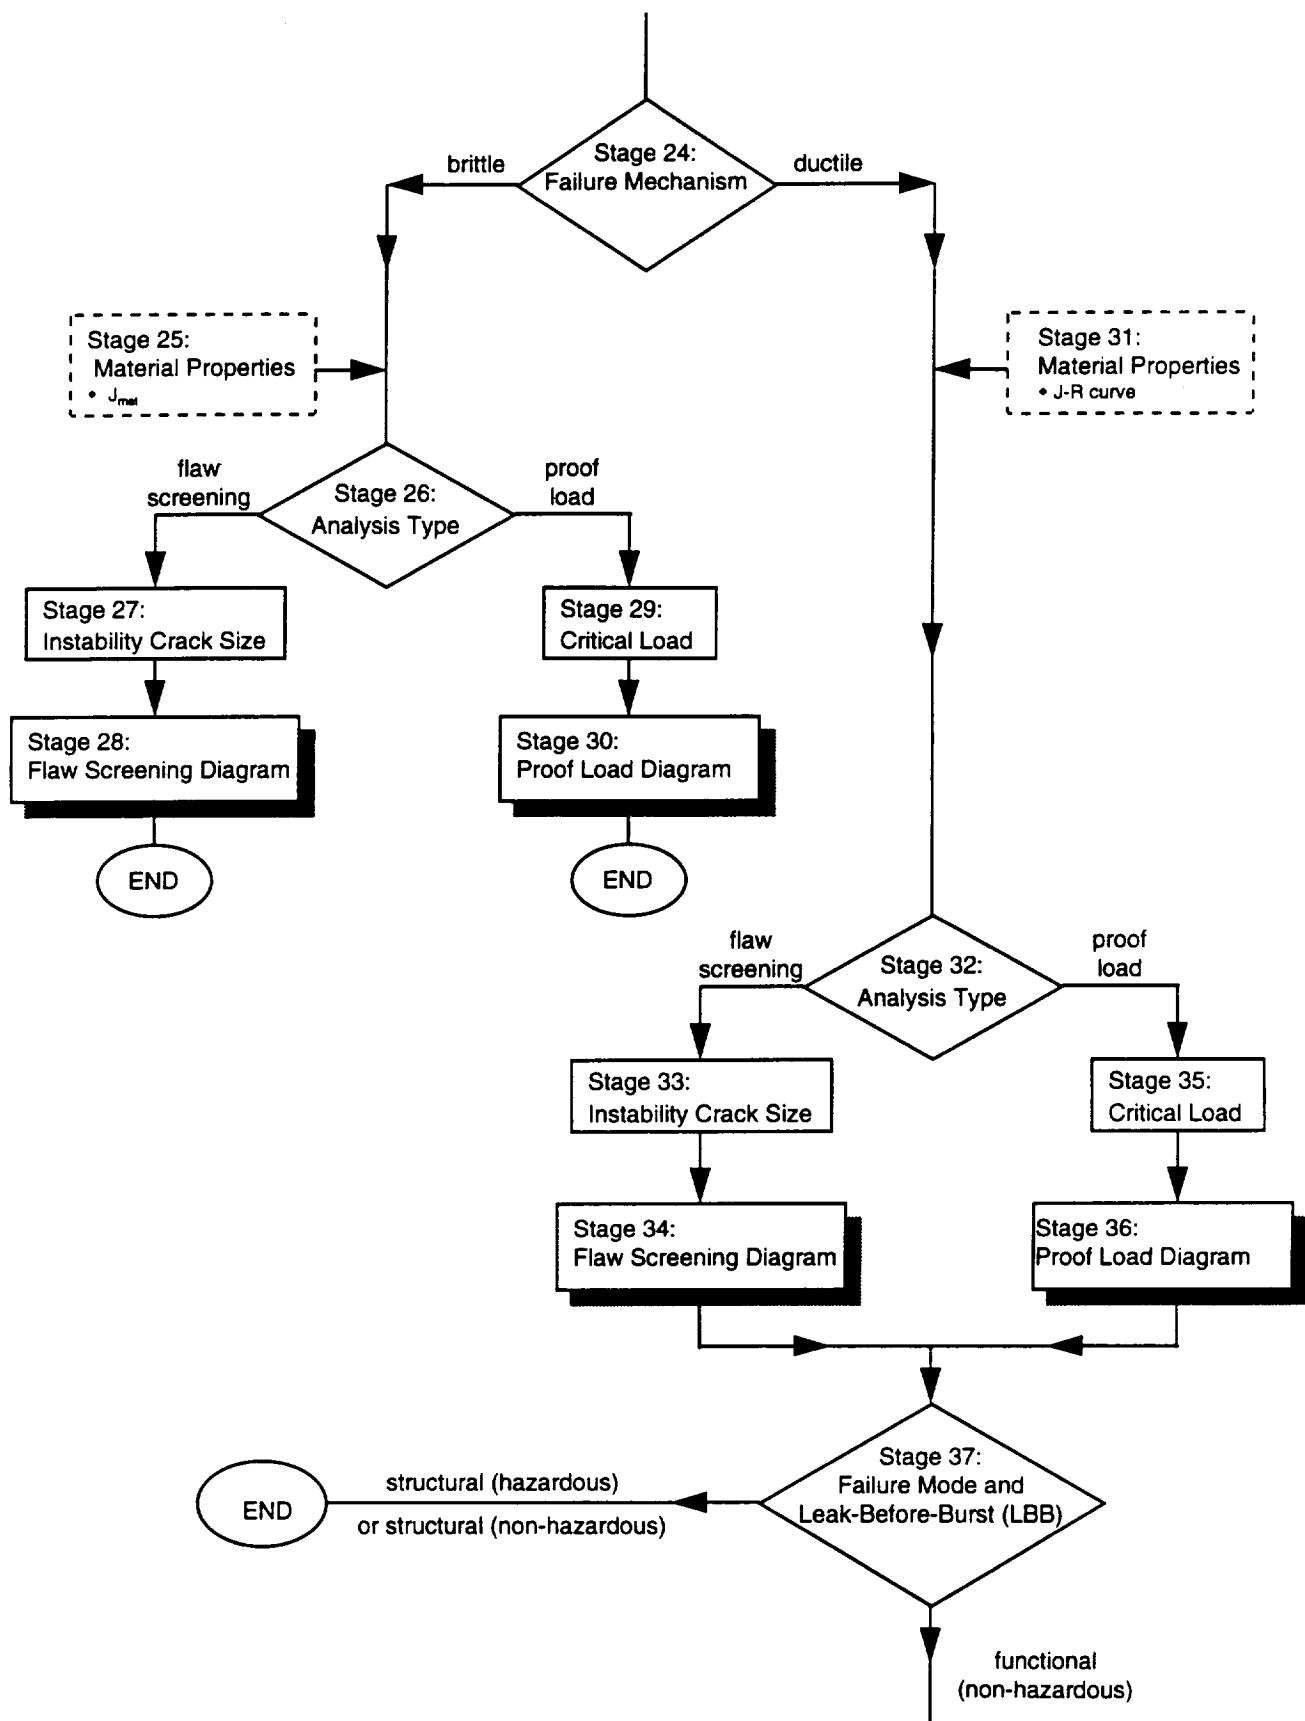 Stage 24:
Failure Mechanism
brittle
ductile
Stage 25:
Material Properties
• Jmat
Stage 31:
Material Properties
• J-R curve
flaw
screening
Stage 26:
Analysis Type
proof
load
Stage 27:
Instability Crack Size
Stage 29:
Critical Load
Stage 28:
Flaw Screening Diagram
Stage 30:
Proof Load Diagram
END
END
flaw
screening
Stage 32:
Analysis Type
proof
load
Stage 33:
Instability Crack Size
Stage 35:
Critical Load
Stage 34:
Flaw Screening Diagram
Stage 36:
Proof Load Diagram
Stage 37:
Failure Mode and
Leak-Before-Burst (LBB)
structural (hazardous)
or structural (non-hazardous)
END
functional
(non-hazardous)